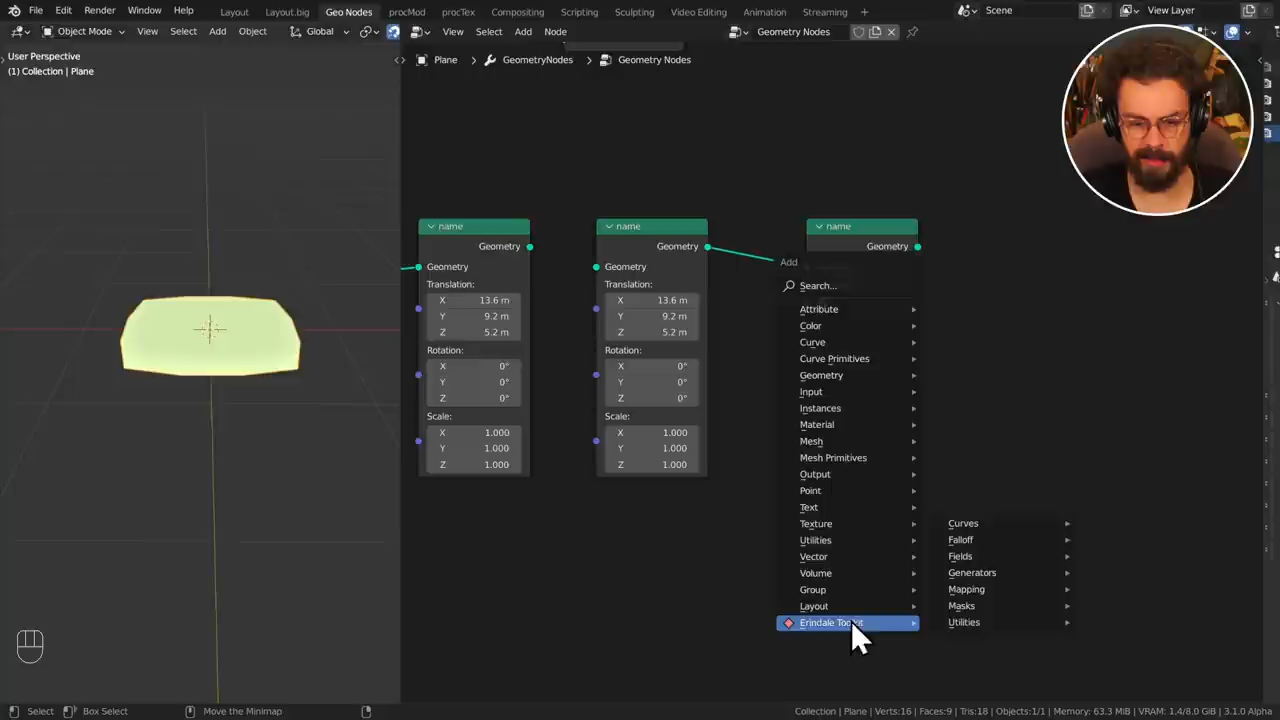 File Edit Render Window Help Layout Layout.big Geo Nodes procMod procTex Compositing Scripting Sculpting Video Editing Animation Streaming + Scene View Layer
Object Mode View Select Add Object Global View Select Add Node Geometry Nodes
User Perspective
(1) Collection | Plane
Plane > GeometryNodes > Geometry Nodes
name name name
Geometry Geometry Geometry
Add
Geometry Geometry
Search...
Translation: Translation:
X 13.6 m X 13.6 m
Y 9.2 m Y 9.2 m
Z 5.2 m Z 5.2 m
Rotation: Rotation:
X 0° X 0°
Y 0° Y 0°
Z 0° Z 0°
Scale: Scale:
X 1.000 X 1.000
Y 1.000 Y 1.000
Z 1.000 Z 1.000
Attribute
Color
Curve
Curve Primitives
Geometry
Input
Instances
Material
Mesh
Mesh Primitives
Output
Point
Text
Texture
Utilities
Vector
Volume
Group
Layout
Curves
Falloff
Fields
Generators
Mapping
Masks
Utilities
Select Box Select Move the Minimap Collection | Plane | Verts:16 | Faces:9 | Tris:18 | Objects:1/1 | Memory: 63.3 MiB | VRAM: 1.4/8.0 GiB | 3.1.0 Alpha